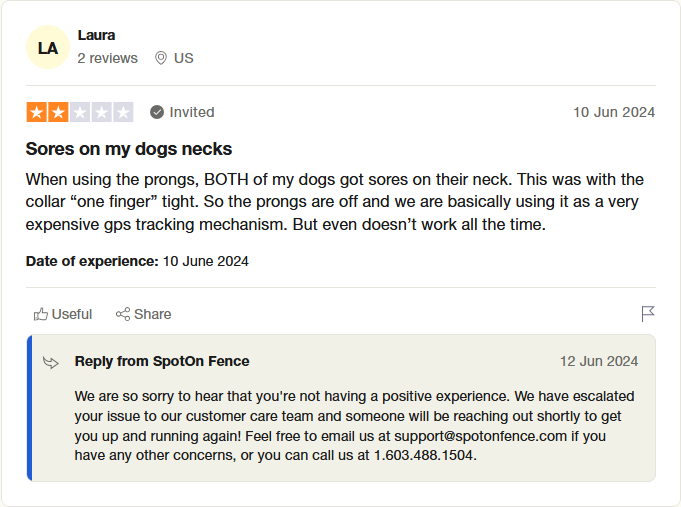 LA
Laura
2 reviews US
Invited 10 Jun 2024
Sores on my dogs necks
When using the prongs, BOTH of my dogs got sores on their neck. This was with the
collar “one finger” tight. So the prongs are off and we are basically using it as a very
expensive gps tracking mechanism. But even doesn’t work all the time.
Date of experience: 10 June 2024
Useful Share
Reply from SpotOn Fence 12 Jun 2024
We are so sorry to hear that you're not having a positive experience. We have escalated
your issue to our customer care team and someone will be reaching out shortly to get
you up and running again! Feel free to email us at support@spotonfence.com if you
have any other concerns, or you can call us at 1.603.488.1504.